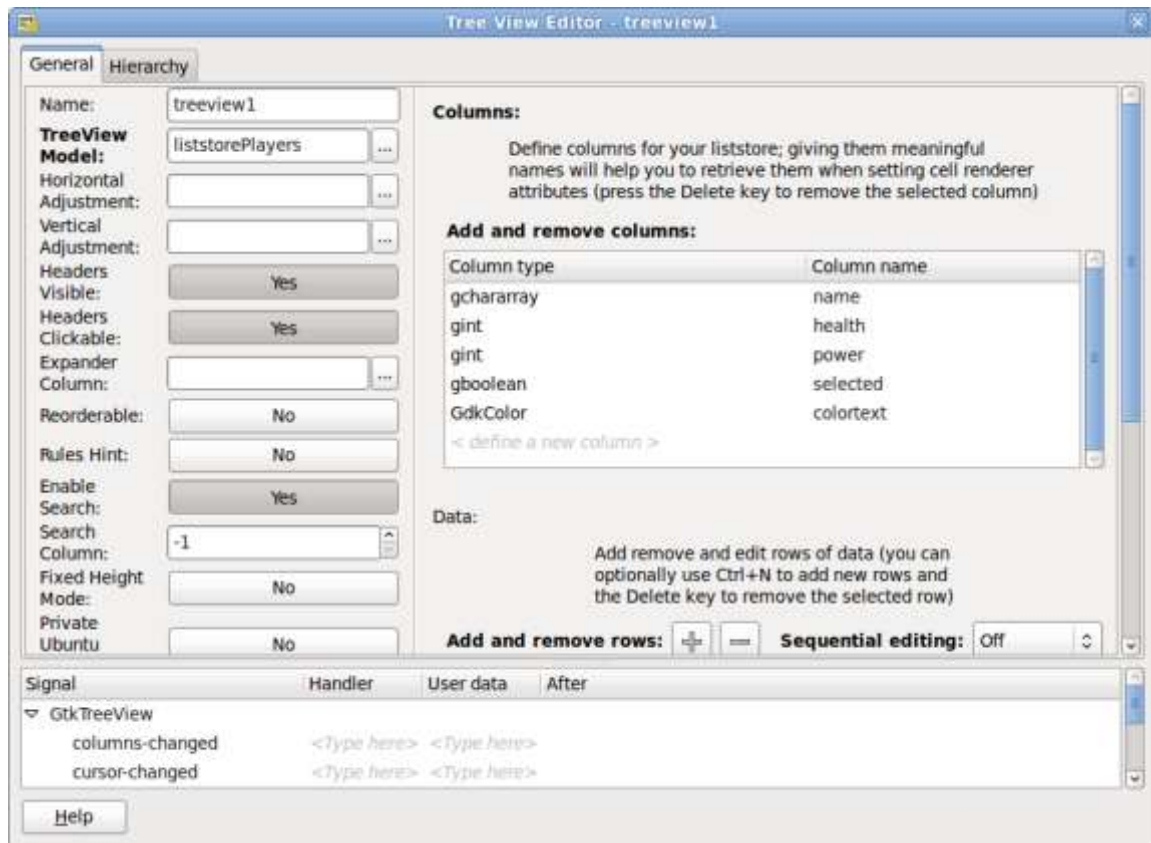 Tree View Editor - treeview1
General Hierarchy
Name: treeview1
TreeView
Model: liststorePlayers ...
Horizontal
Adjustment: ...
Vertical
Adjustment: ...
Headers
Visible: Yes
Headers
Clickable: Yes
Expander
Column: ...
Reorderable: No
Rules Hint: No
Enable
Search: Yes
Search
Column: -1
Fixed Height
Mode: No
Private
Ubuntu No
Columns:
Define columns for your liststore; giving them meaningful
names will help you to retrieve them when setting cell renderer
attributes (press the Delete key to remove the selected column)
Add and remove columns:
Column type Column name
gchararray name
gint health
gint power
gboolean selected
GdkColor colortext
< define a new column >
Data:
Add remove and edit rows of data (you can
optionally use Ctrl+N to add new rows and
the Delete key to remove the selected row)
Add and remove rows: Sequential editing: Off
Signal Handler User data After
GtkTreeView
columns-changed <Type here> <Type here>
cursor-changed <Type here> <Type here>
Help